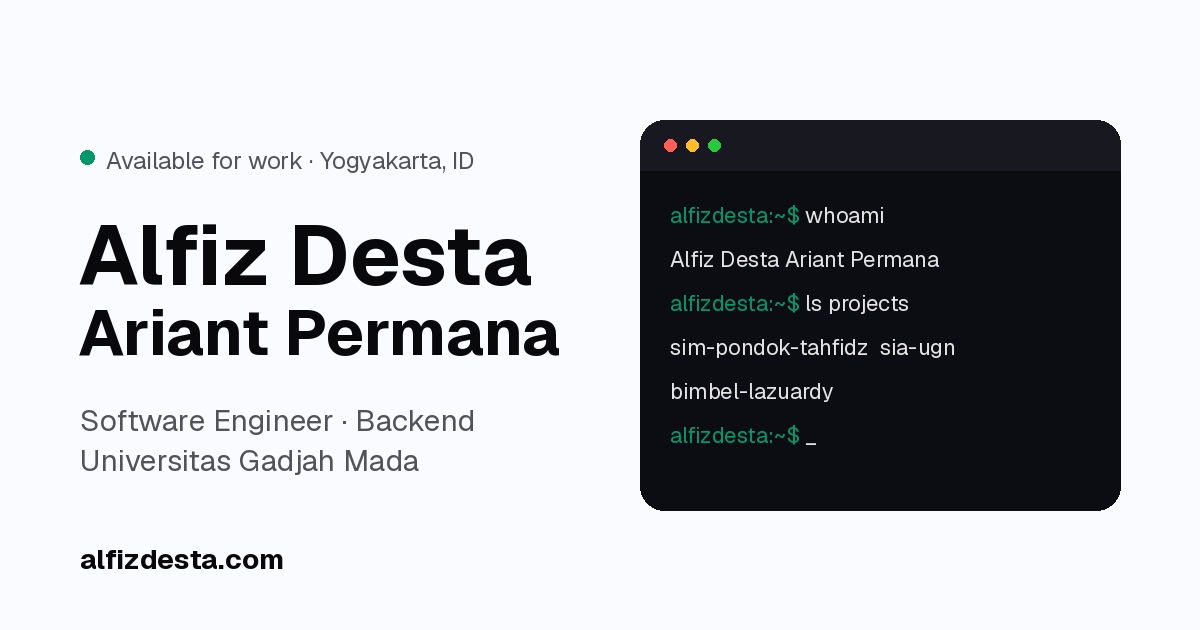 Available for work · Yogyakarta, ID
Alfiz Desta
Ariant Permana
Software Engineer · Backend
Universitas Gadjah Mada
alfizdesta.com
alfizdesta:~$ whoami
Alfiz Desta Ariant Permana
alfizdesta:~$ ls projects
sim-pondok-tahfidz  sia-ugn
bimbel-lazuardy
alfizdesta:~$ _